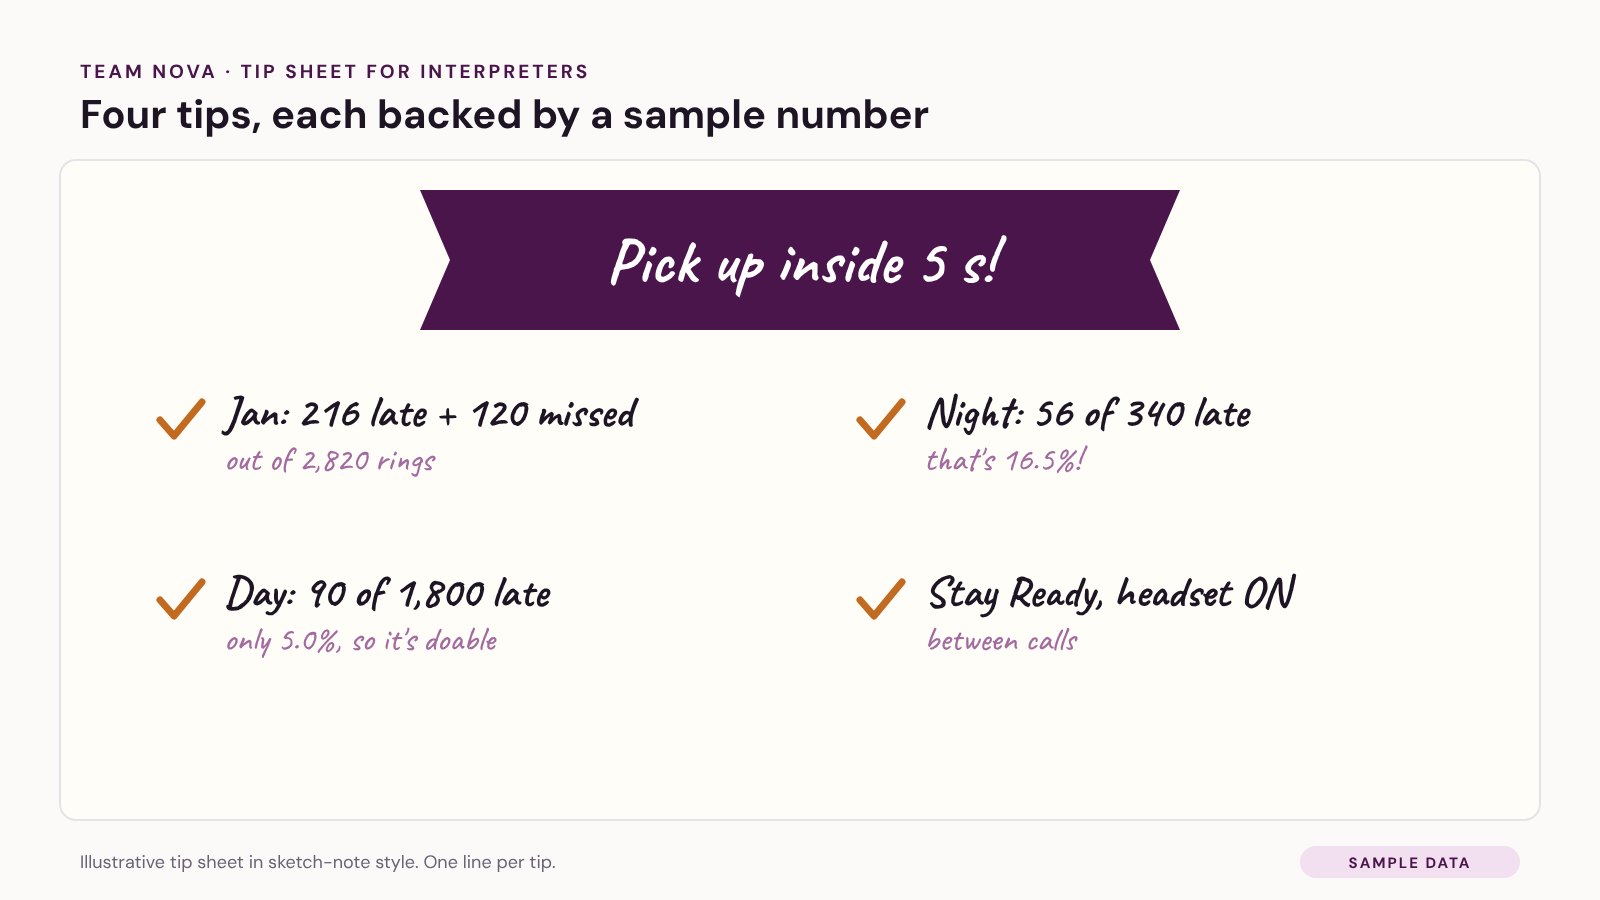 TEAM NOVA · TIP SHEET FOR INTERPRETERS
Four tips, each backed by a sample number
Pick up inside 5 s!
Jan: 216 late + 120 missed
out of 2,820 rings
Night: 56 of 340 late
that's 16.5%!
Day: 90 of 1,800 late
only 5.0%, so it's doable
Stay Ready, headset ON
between calls
Illustrative tip sheet in sketch-note style. One line per tip.
SAMPLE DATA